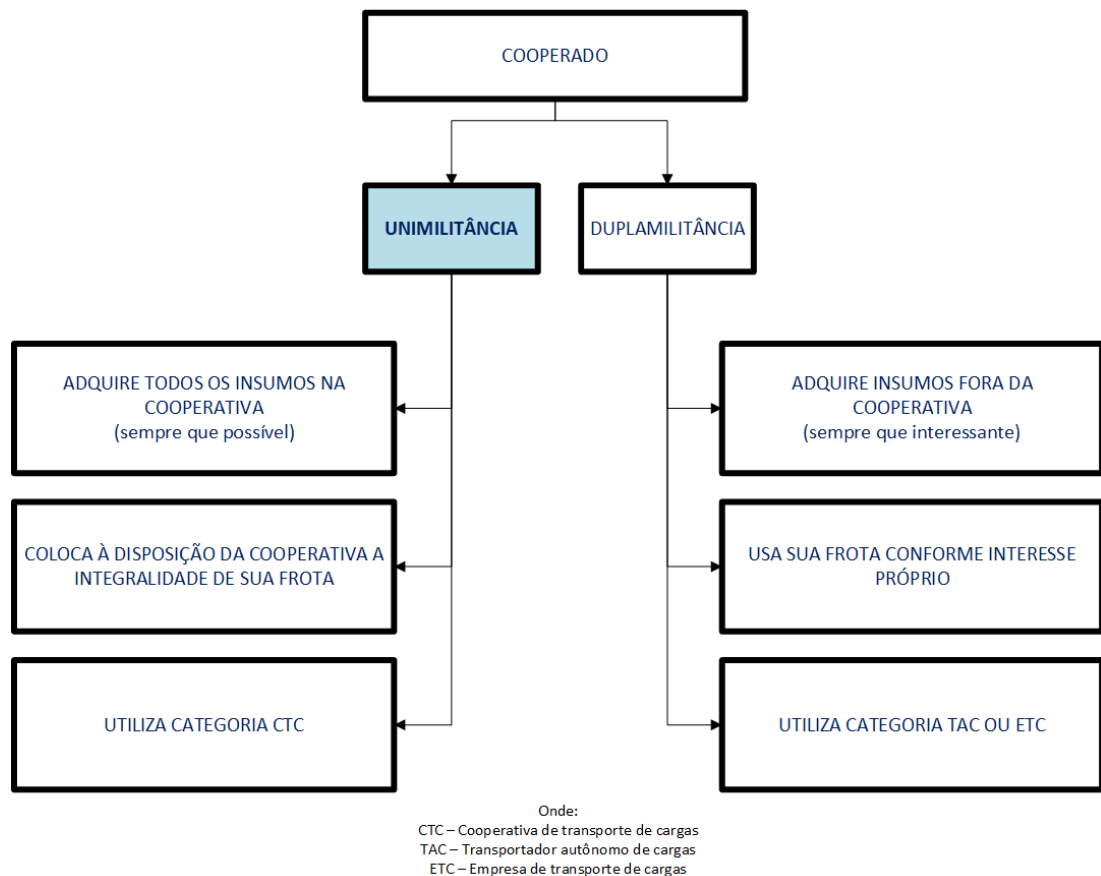 COOPERADO
UNIMILITÂNCIA
DUPLAMILITÂNCIA
ADQUIRE TODOS OS INSUMOS NA
COOPERATIVA
(sempre que possível)
ADQUIRE INSUMOS FORA DA
COOPERATIVA
(sempre que interessante)
COLOCA À DISPOSIÇÃO DA COOPERATIVA A
INTEGRALIDADE DE SUA FROTA
USA SUA FROTA CONFORME INTERESSE
PRÓPRIO
UTILIZA CATEGORIA CTC
UTILIZA CATEGORIA TAC OU ETC
Onde:
CTC – Cooperativa de transporte de cargas
TAC – Transportador autônomo de cargas
ETC – Empresa de transporte de cargas